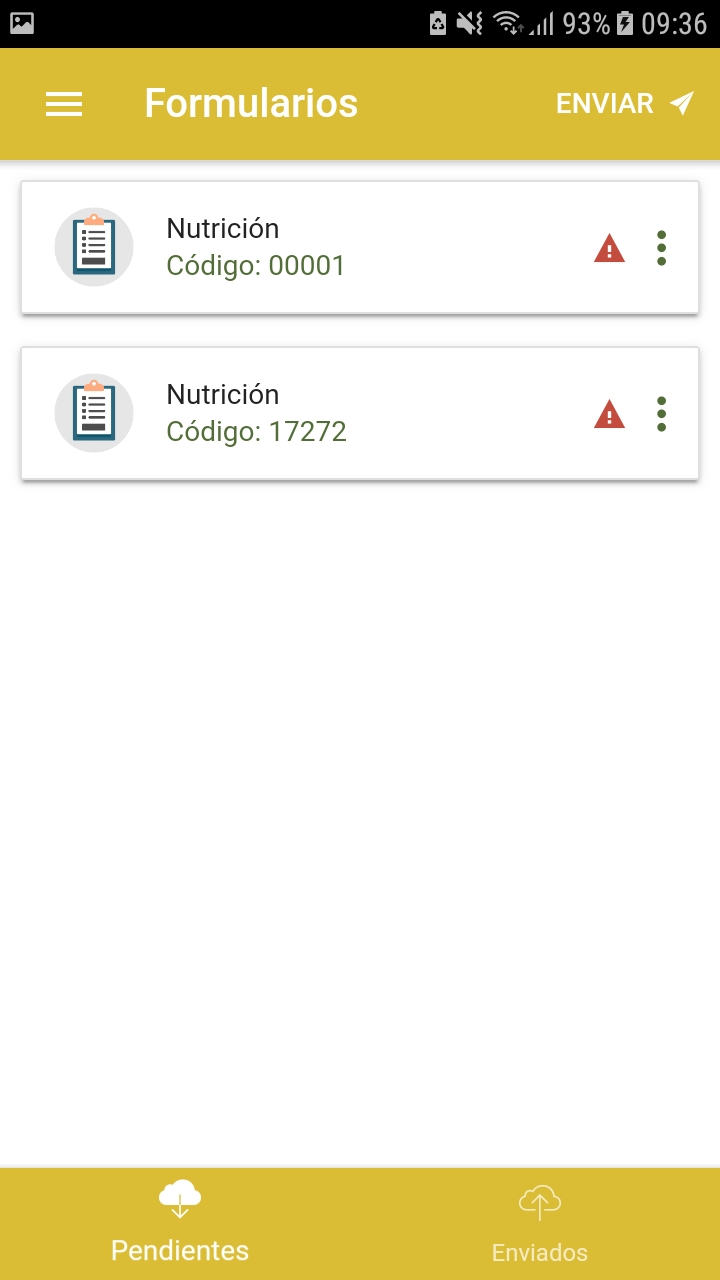 93% 09:36
Formularios
ENVIAR
Nutrición
Código: 00001
Nutrición
Código: 17272
Pendientes
Enviados